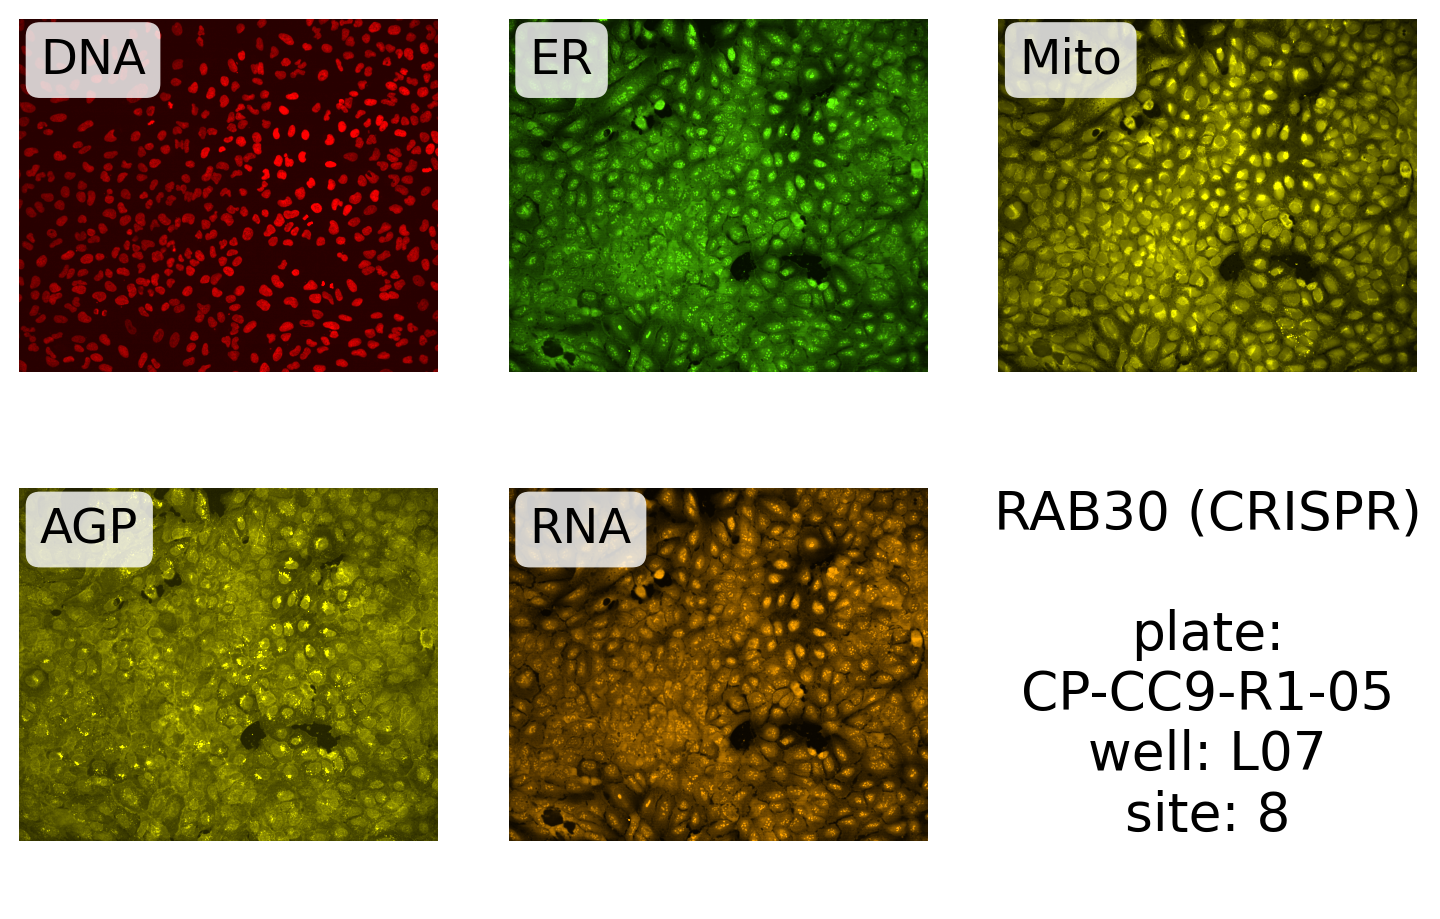 DNA
ER
Mito
AGP
RNA
RAB30 (CRISPR)
plate:
CP-CC9-R1-05
well: L07
site: 8